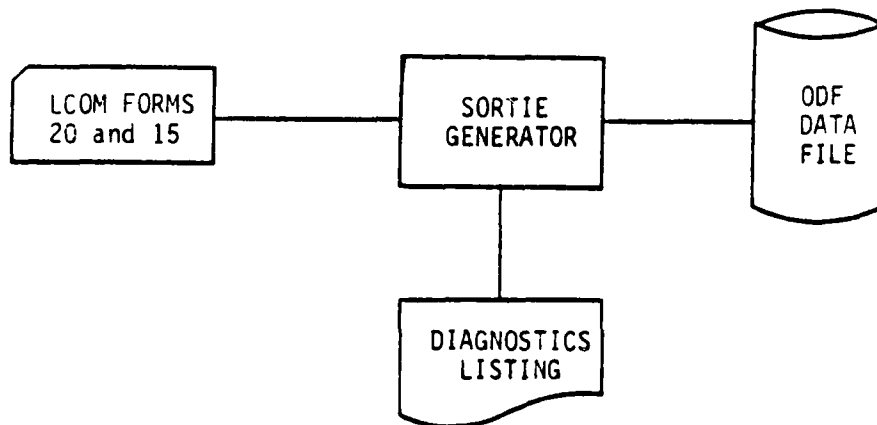 LCOM FORMS
20 and 15
SORTIE
GENERATOR
ODF
DATA
FILE
DIAGNOSTICS
LISTING